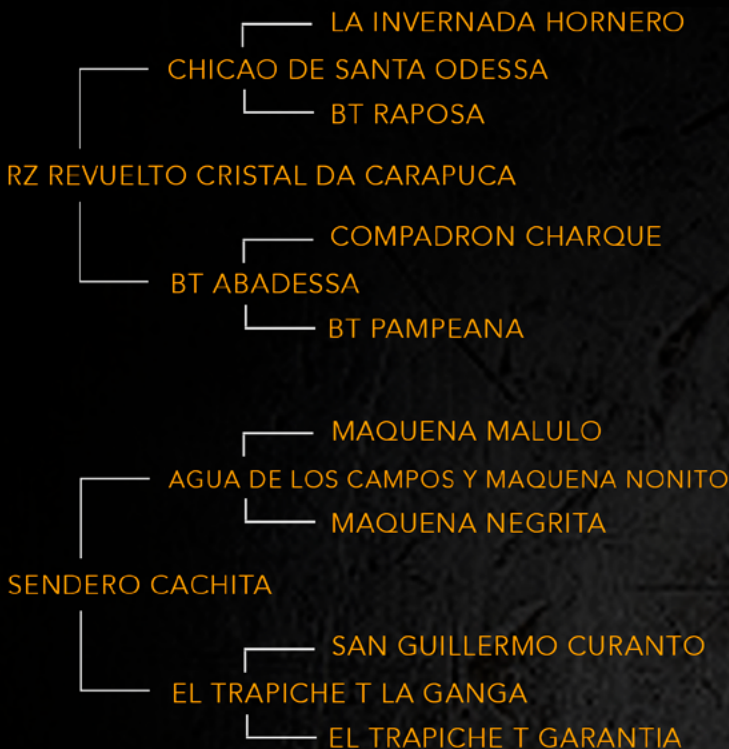 LA INVERNADA HORNERO
CHICAO DE SANTA ODESSA
BT RAPOSA
RZ REVUELTO CRISTAL DA CARAPUCA
COMPADRON CHARQUE
BT ABADESSA
BT PAMPEANA
MAQUENA MALULO
AGUA DE LOS CAMPOS Y MAQUENA NONITO
MAQUENA NEGRITA
SENDERO CACHITA
SAN GUILLERMO CURANTO
EL TRAPICHE T LA GANGA
EL TRAPICHE T GARANTIA